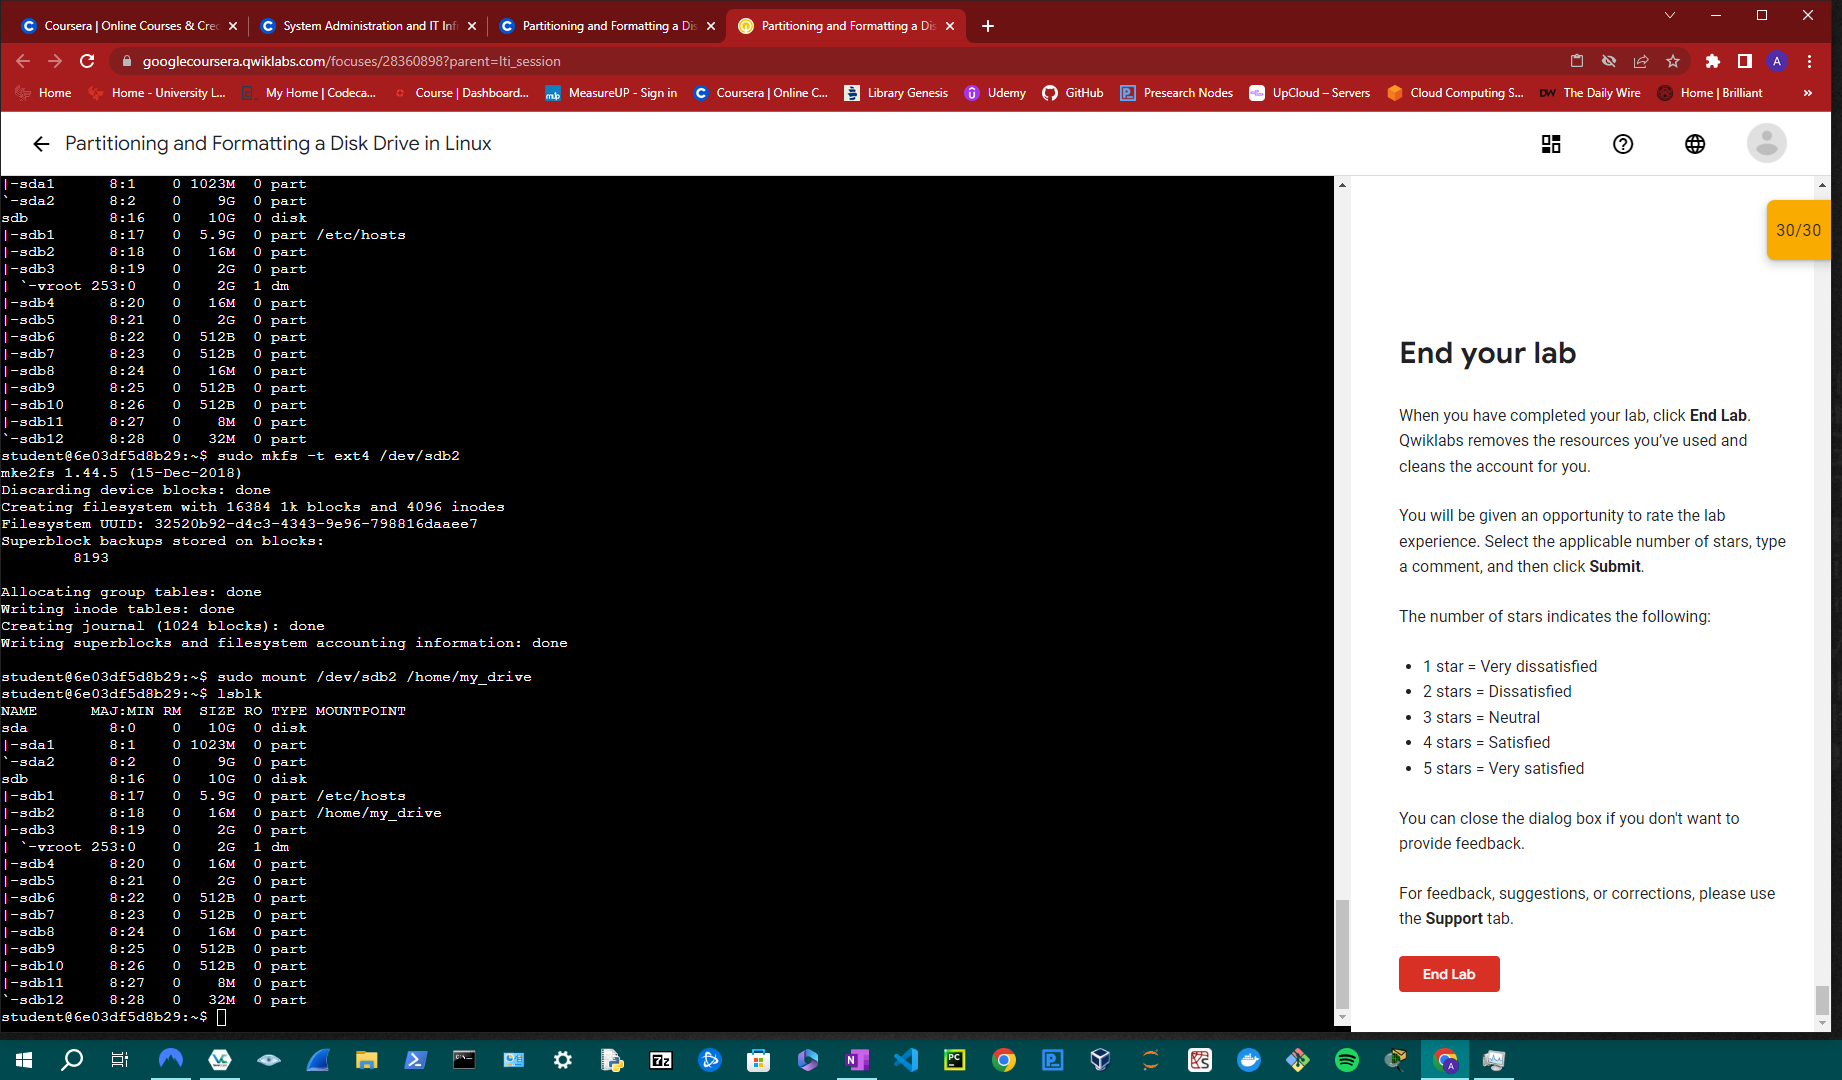 Coursera | Online Courses & Cre
System Administration and IT Inf
Partitioning and Formatting a Dis
Partitioning and Formatting a Dis
googlecoursera.qwiklabs.com/focuses/28360898?parent=lti_session
A
Home
Home - University L...
My Home | Codeca...
Course | Dashboard...
MeasureUP - Sign in
Coursera | Online C...
Library Genesis
Udemy
GitHub
Presearch Nodes
UpCloud – Servers
Cloud Computing S...
DW The Daily Wire
Home | Brilliant
»
Partitioning and Formatting a Disk Drive in Linux
|-sda1      8:1    0 1023M  0 part
`-sda2      8:2    0    9G  0 part
sdb         8:16   0   10G  0 disk
|-sdb1      8:17   0  5.9G  0 part /etc/hosts
|-sdb2      8:18   0   16M  0 part
|-sdb3      8:19   0    2G  0 part
| `-vroot 253:0    0    2G  1 dm
|-sdb4      8:20   0   16M  0 part
|-sdb5      8:21   0    2G  0 part
|-sdb6      8:22   0  512B  0 part
|-sdb7      8:23   0  512B  0 part
|-sdb8      8:24   0   16M  0 part
|-sdb9      8:25   0  512B  0 part
|-sdb10     8:26   0  512B  0 part
|-sdb11     8:27   0    8M  0 part
`-sdb12     8:28   0   32M  0 part
student@6e03df5d8b29:~$ sudo mkfs -t ext4 /dev/sdb2
mke2fs 1.44.5 (15-Dec-2018)
Discarding device blocks: done
Creating filesystem with 16384 1k blocks and 4096 inodes
Filesystem UUID: 32520b92-d4c3-4343-9e96-798816daaee7
Superblock backups stored on blocks:
        8193
Allocating group tables: done
Writing inode tables: done
Creating journal (1024 blocks): done
Writing superblocks and filesystem accounting information: done
student@6e03df5d8b29:~$ sudo mount /dev/sdb2 /home/my_drive
student@6e03df5d8b29:~$ lsblk
NAME      MAJ:MIN RM  SIZE RO TYPE MOUNTPOINT
sda         8:0    0   10G  0 disk
|-sda1      8:1    0 1023M  0 part
`-sda2      8:2    0    9G  0 part
sdb         8:16   0   10G  0 disk
|-sdb1      8:17   0  5.9G  0 part /etc/hosts
|-sdb2      8:18   0   16M  0 part /home/my_drive
|-sdb3      8:19   0    2G  0 part
| `-vroot 253:0    0    2G  1 dm
|-sdb4      8:20   0   16M  0 part
|-sdb5      8:21   0    2G  0 part
|-sdb6      8:22   0  512B  0 part
|-sdb7      8:23   0  512B  0 part
|-sdb8      8:24   0   16M  0 part
|-sdb9      8:25   0  512B  0 part
|-sdb10     8:26   0  512B  0 part
|-sdb11     8:27   0    8M  0 part
`-sdb12     8:28   0   32M  0 part
student@6e03df5d8b29:~$
30/30
End your lab
When you have completed your lab, click End Lab.
Qwiklabs removes the resources you’ve used and
cleans the account for you.
You will be given an opportunity to rate the lab
experience. Select the applicable number of stars, type
a comment, and then click Submit.
The number of stars indicates the following:
• 1 star = Very dissatisfied
• 2 stars = Dissatisfied
• 3 stars = Neutral
• 4 stars = Satisfied
• 5 stars = Very satisfied
You can close the dialog box if you don't want to
provide feedback.
For feedback, suggestions, or corrections, please use
the Support tab.
End Lab